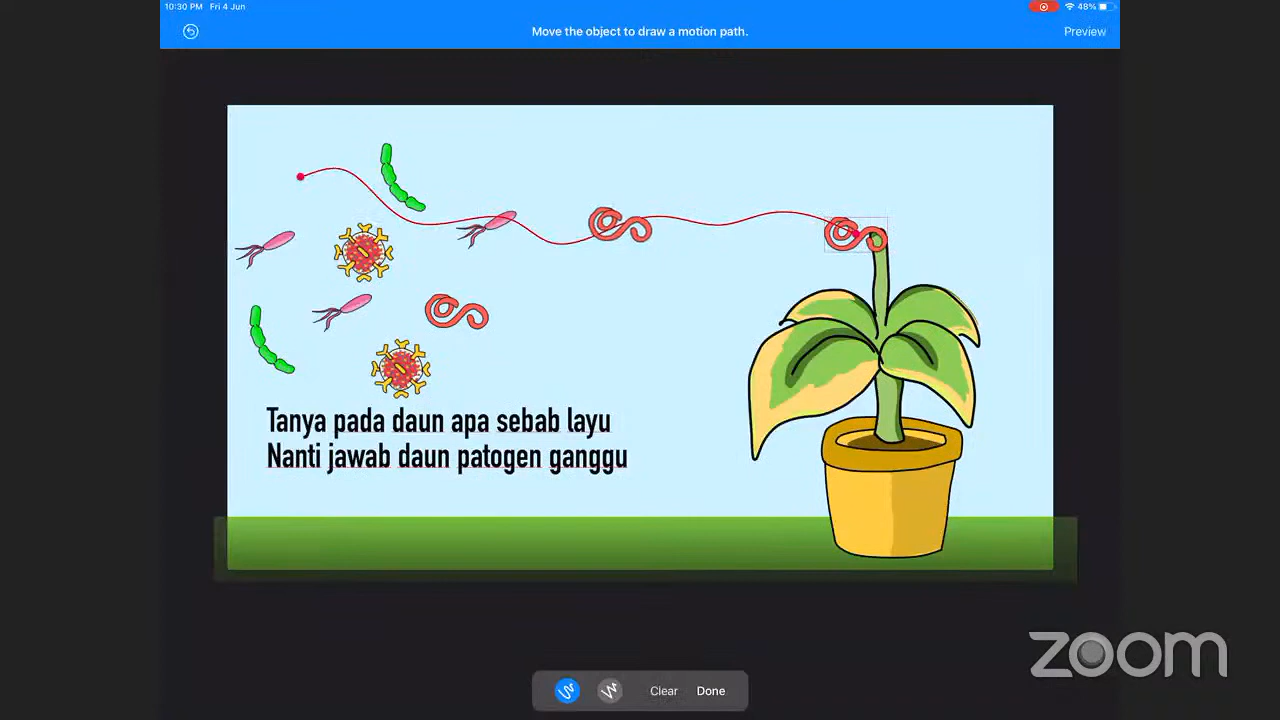 10:30 PM Fri 4 Jun
48%
Move the object to draw a motion path.
Preview
Tanya pada daun apa sebab layu
Nanti jawab daun patogen ganggu
Clear
Done
zoom